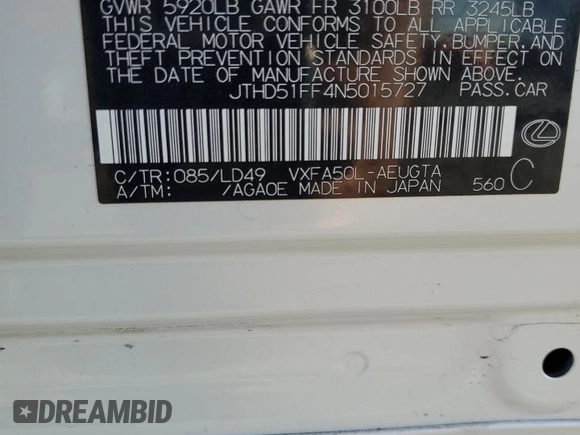 GVWR 5920LB GAWR FR 3100LB RR 3245LB
THIS VEHICLE CONFORMS TO ALL APPLICABLE
FEDERAL MOTOR VEHICLE SAFETY, BUMPER, AND
THEFT PREVENTION STANDARDS IN EFFECT ON
THE DATE OF MANUFACTURE SHOWN ABOVE.
JTHD51FF4N5015727 PASS.CAR
C/TR:085/LD49 VXFA50L-AEUGTA
A/TM: /AGA0E MADE IN JAPAN 560 C
DREAMBID